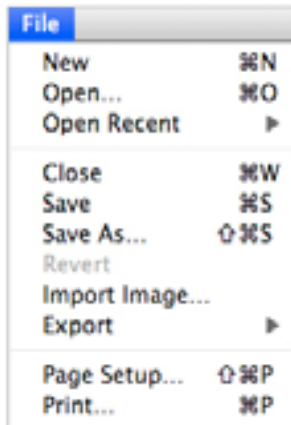 File
New ⌘N
Open... ⌘O
Open Recent ▶
Close ⌘W
Save ⌘S
Save As... ⇧⌘S
Revert
Import Image...
Export ▶
Page Setup... ⇧⌘P
Print... ⌘P